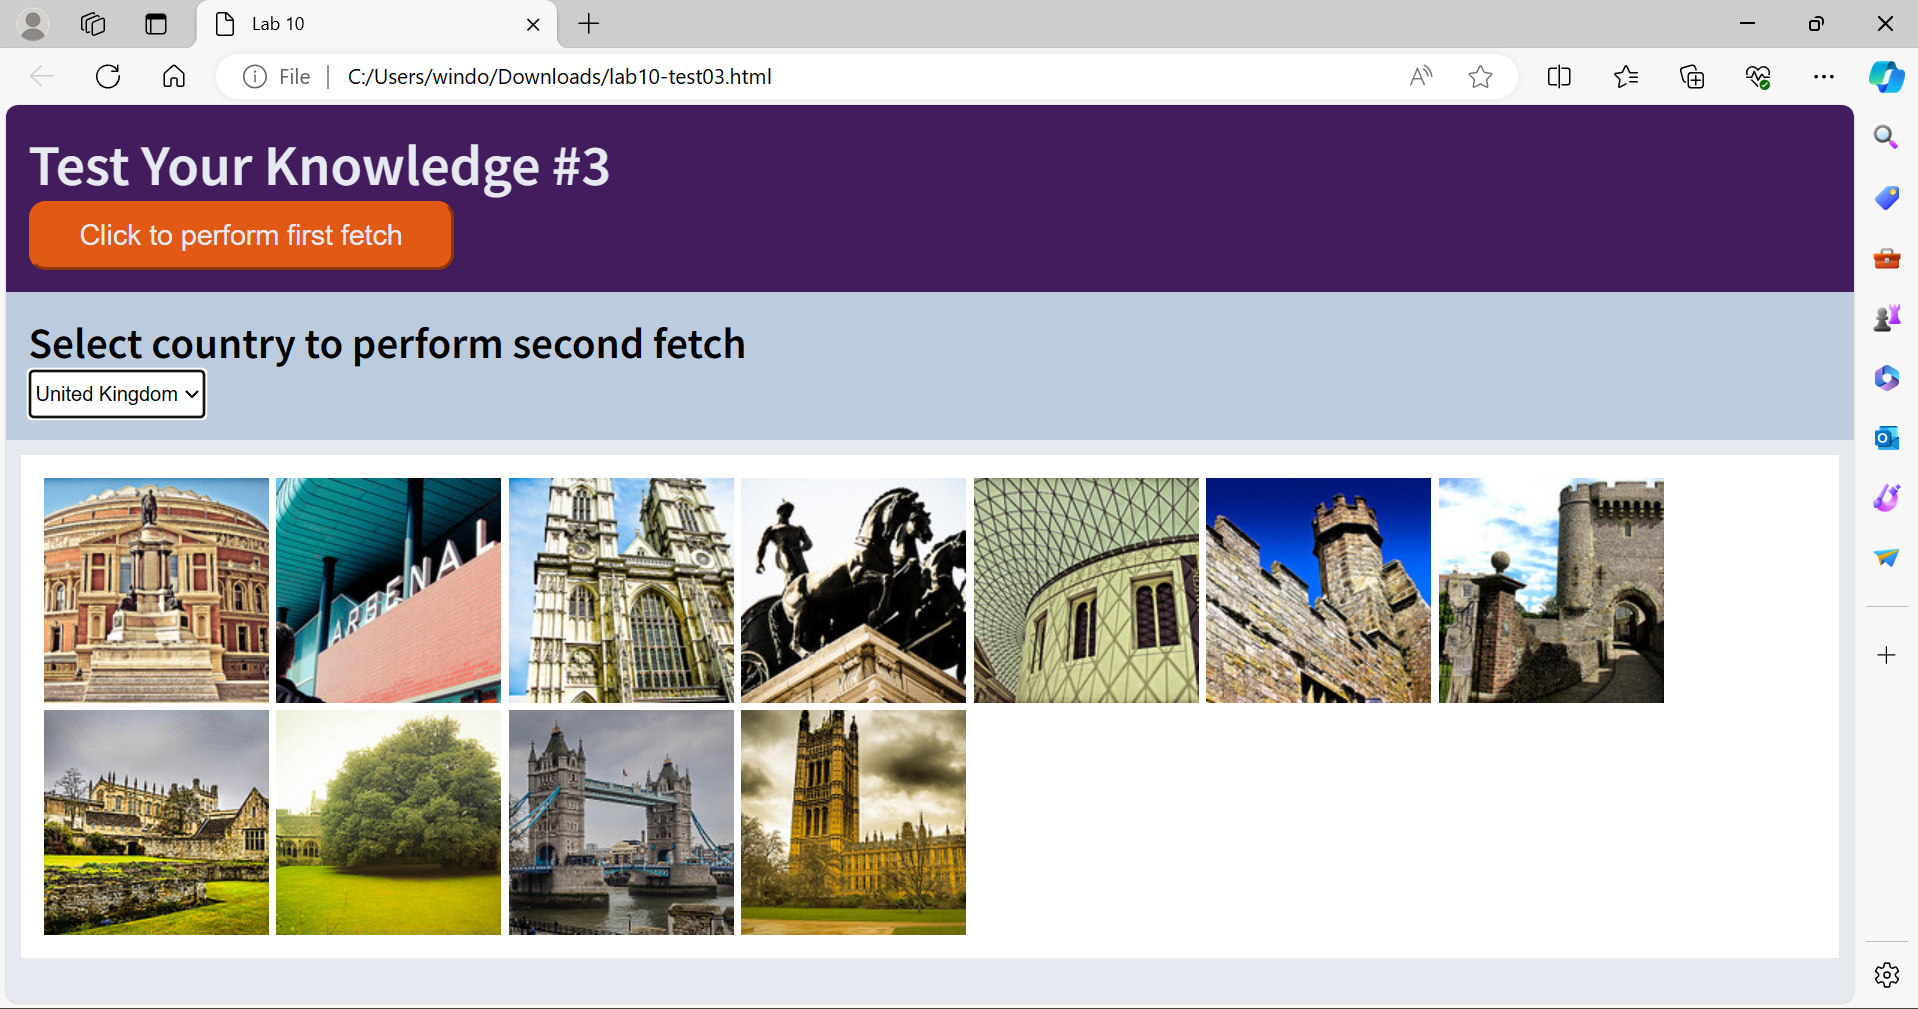 Lab 10
File
C:/Users/windo/Downloads/lab10-test03.html
Test Your Knowledge #3
Click to perform first fetch
Select country to perform second fetch
United Kingdom
ARSENAL